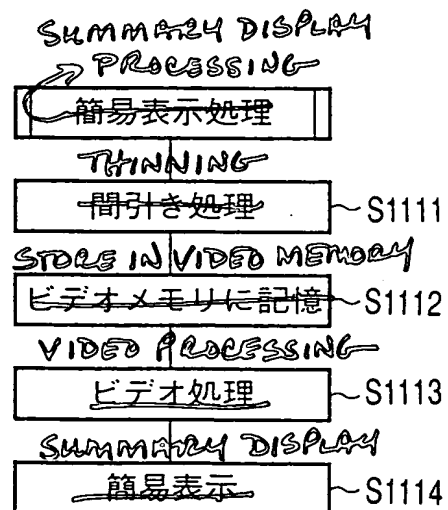 SUMMARY DISPLAY
PROCESSING
簡易表示処理
THINNING
間引き処理
S1111
STORE IN VIDEO MEMORY
ビデオメモリに記憶
S1112
VIDEO PROCESSING
ビデオ処理
S1113
SUMMARY DISPLAY
簡易表示
S1114